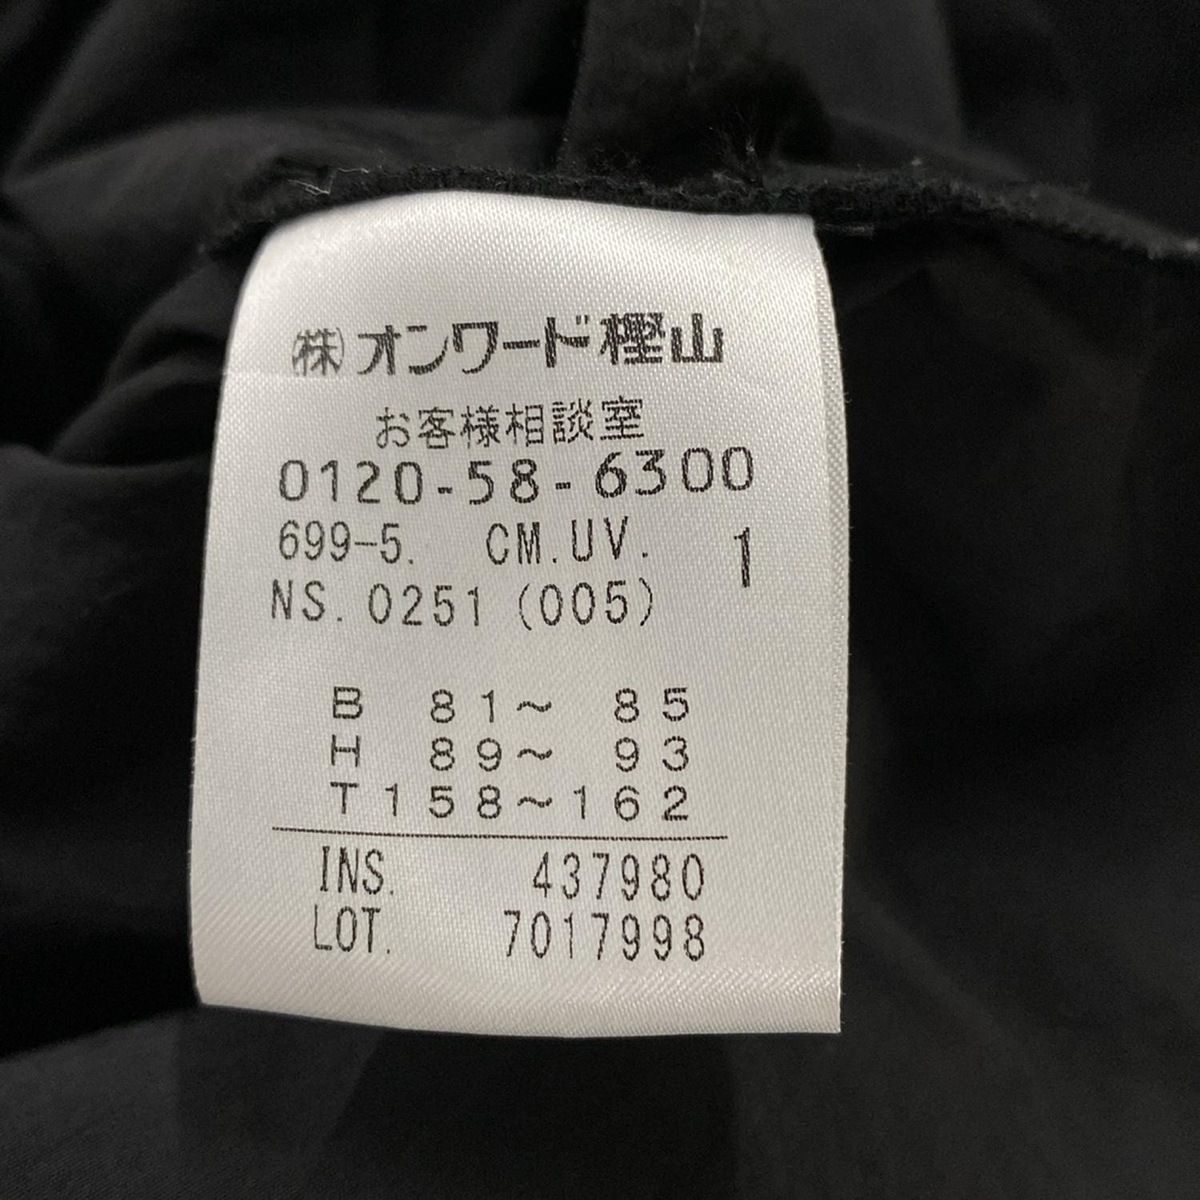 ㈱オンワード樫山
お客様相談室
0120-58-6300
699-5. CM.UV. 1
NS. 0251 (005)
B 81～ 85
H 89～ 93
T158～162
INS. 437980
LOT. 7017998